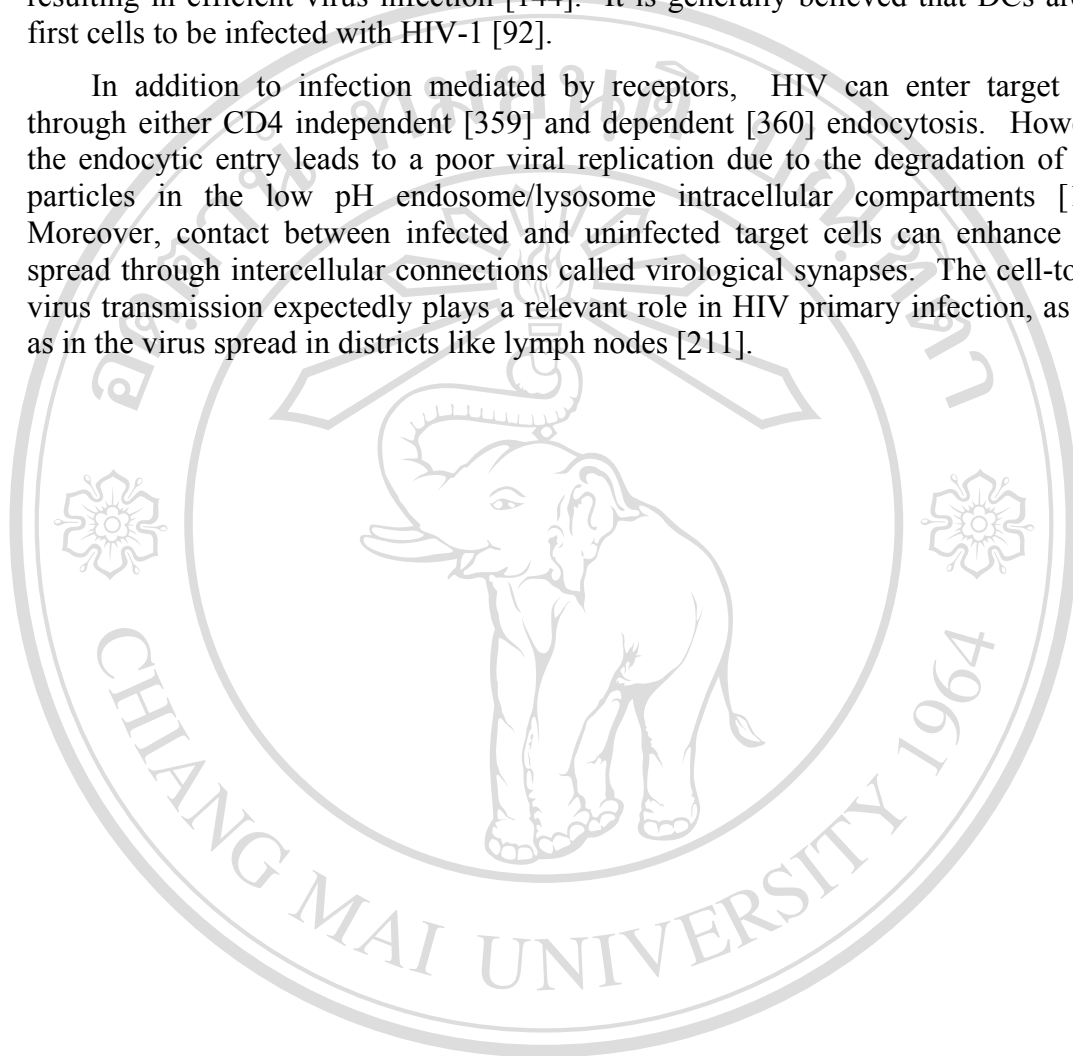 resulting in efficient virus infection [144]. It is generally believed that DCs are
first cells to be infected with HIV-1 [92].
In addition to infection mediated by receptors, HIV can enter target
through either CD4 independent [359] and dependent [360] endocytosis. Howe
the endocytic entry leads to a poor viral replication due to the degradation of
particles in the low pH endosome/lysosome intracellular compartments [1
Moreover, contact between infected and uninfected target cells can enhance
spread through intercellular connections called virological synapses. The cell-to
virus transmission expectedly plays a relevant role in HIV primary infection, as
as in the virus spread in districts like lymph nodes [211].
CHIANG MAI UNIVERSITY 1964